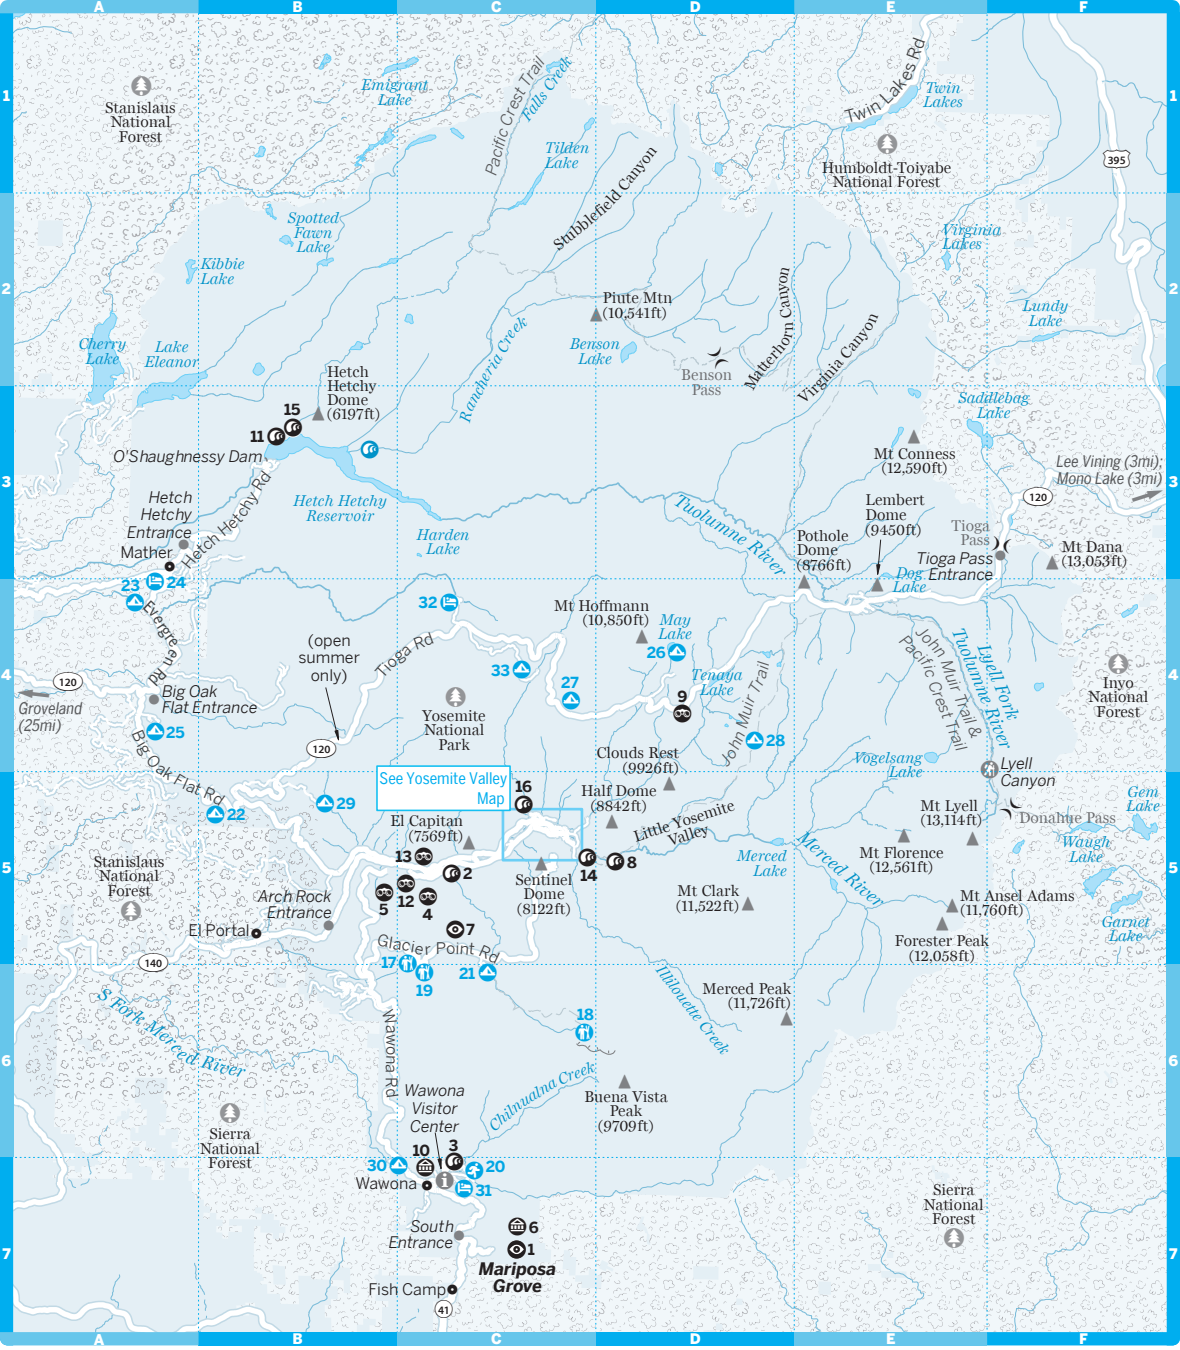 A B C D E F
1
Stanislaus
National
Forest
Emigrant
Lake
Pacific Crest Trail
Falls Creek
Tilden
Lake
Stubblefield Canyon
Twin Lakes Rd
Twin
Lakes
Humboldt-Toiyabe
National Forest
395
1
2
Spotted
Fawn
Lake
Kibbie
Lake
Cherry
Lake
Lake
Eleanor
Rancheria Creek
Piute Mtn
(10,541ft)
Benson
Lake
Benson
Pass
Matterhorn Canyon
Virginia Canyon
Virginia
Lakes
Lundy
Lake
2
Hetch
Hetchy
Dome
(6197ft)
15
11
O'Shaughnessy Dam
Hetch Hetchy
Reservoir
Hetch
Hetchy
Entrance
Hetch Hetchy Rd
Mather
3
Harden
Lake
Tuolumne River
Saddlebag
Lake
Mt Conness
(12,590ft)
Lee Vining (3mi);
Mono Lake (3mi)
120
Lembert
Dome
(9450ft)
Pothole
Dome
(8766ft)
Tioga
Pass
Tioga Pass
Entrance
Mt Dana
(13,053ft)
Dog
Lake
3
23
24
Evergreen Rd
32
Mt Hoffmann
(10,850ft)
May
Lake
26
(open
summer
only)
Tioga Rd
33
27
Tenaya
Lake
9
John Muir Trail
28
John Muir Trail &
Pacific Crest Trail
Lyell Fork
Tuolumne River
Inyo
National
Forest
4
120
Groveland
(25mi)
Big Oak
Flat Entrance
25
Big Oak Flat Rd
120
Yosemite
National
Park
Clouds Rest
(9926ft)
Vogelsang
Lake
Lyell
Canyon
4
See Yosemite Valley
Map
16
Half Dome
(8842ft)
Little Yosemite
Valley
22
29
El Capitan
(7569ft)
13
2
14
8
Mt Lyell
(13,114ft)
Donahue Pass
Gem
Lake
Waugh
Lake
Merced
Lake
Merced River
Mt Florence
(12,561ft)
5
Stanislaus
National
Forest
5
12
4
Sentinel
Dome
(8122ft)
Mt Clark
(11,522ft)
Mt Ansel Adams
(11,760ft)
Garnet
Lake
Forester Peak
(12,058ft)
5
Arch Rock
Entrance
El Portal
140
7
Glacier Point Rd
17
19
21
Illilouette Creek
Merced Peak
(11,726ft)
S Fork Merced River
Wawona Rd
18
6
Wawona
Visitor
Center
Chilnualna Creek
Buena Vista
Peak
(9709ft)
6
Sierra
National
Forest
30
10
3
20
Wawona
31
South
Entrance
6
1
Mariposa
Grove
Sierra
National
Forest
7
7
Fish Camp
41
A B C D E F